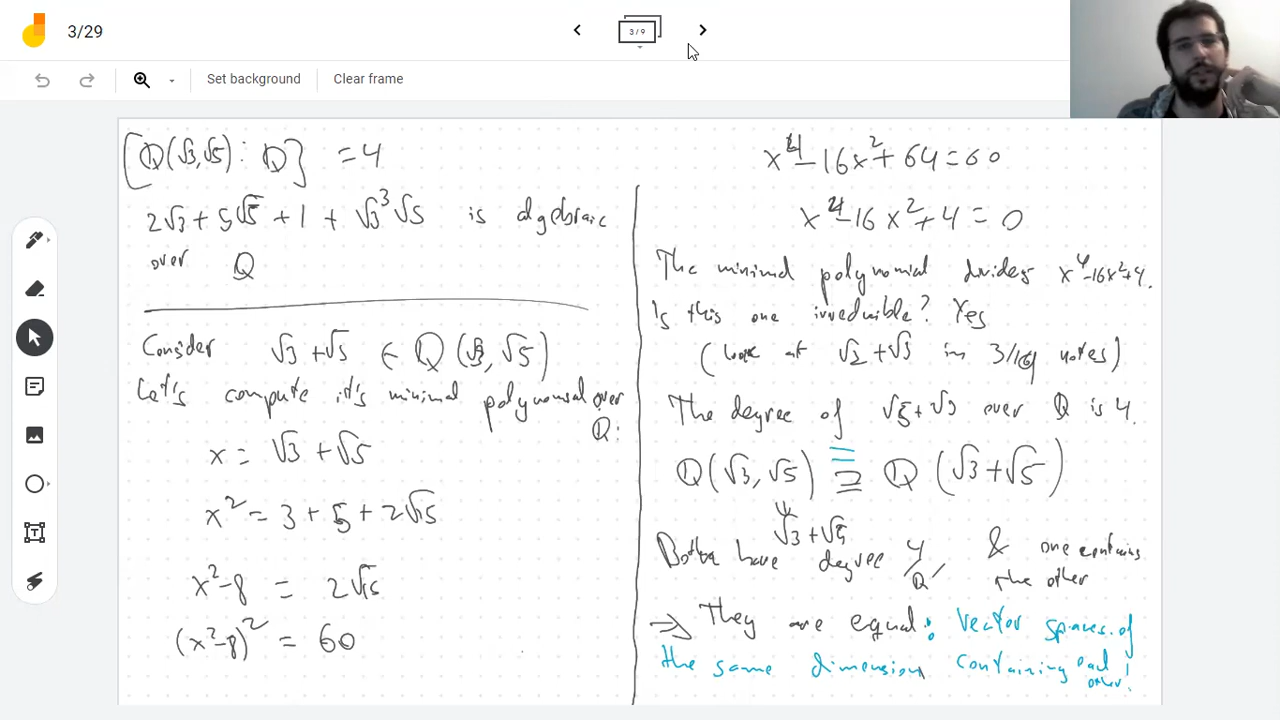 3/29
3/9
Set background
Clear frame
[Q(√3,√5) : Q] = 4
2√3 + 5√5 + 1 + √3³√5 is algebraic
over Q
Consider √3 + √5 ∈ Q(√3, √5)
Let's compute it's minimal polynomial over
Q:
x = √3 + √5
x² = 3 + 5 + 2√15
x²-8 = 2√15
(x²-8)² = 60
x⁴ - 16x² + 64 = 60
x⁴ - 16x² + 4 = 0
The minimal polynomial divides x⁴-16x²+4.
Is this one irreducible? Yes
(look at √2 + √3 in 3/16 notes)
The degree of √5 + √3 over Q is 4.
Q(√3, √5) ⊇ Q(√3 + √5)
=
√3 + √5
Both have degree 4 /Q & one contains
the other
⇒ They are equal: vector spaces of
the same dimension containing each
other!